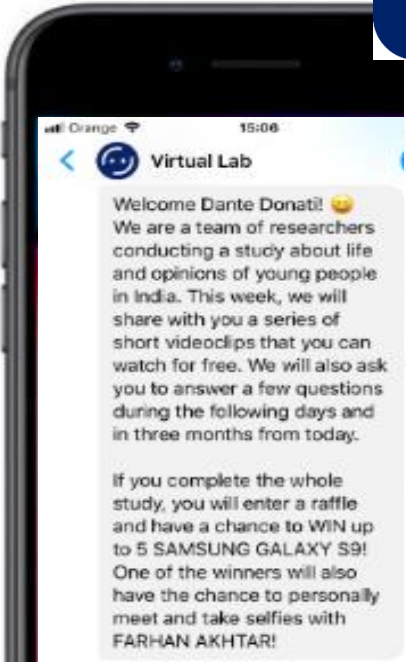 Orange 15:06
Virtual Lab
Welcome Dante Donati! 😀
We are a team of researchers
conducting a study about life
and opinions of young people
in India. This week, we will
share with you a series of
short videoclips that you can
watch for free. We will also ask
you to answer a few questions
during the following days and
in three months from today.
If you complete the whole
study, you will enter a raffle
and have a chance to WIN up
to 5 SAMSUNG GALAXY S9!
One of the winners will also
have the chance to personally
meet and take selfies with
FARHAN AKHTAR!